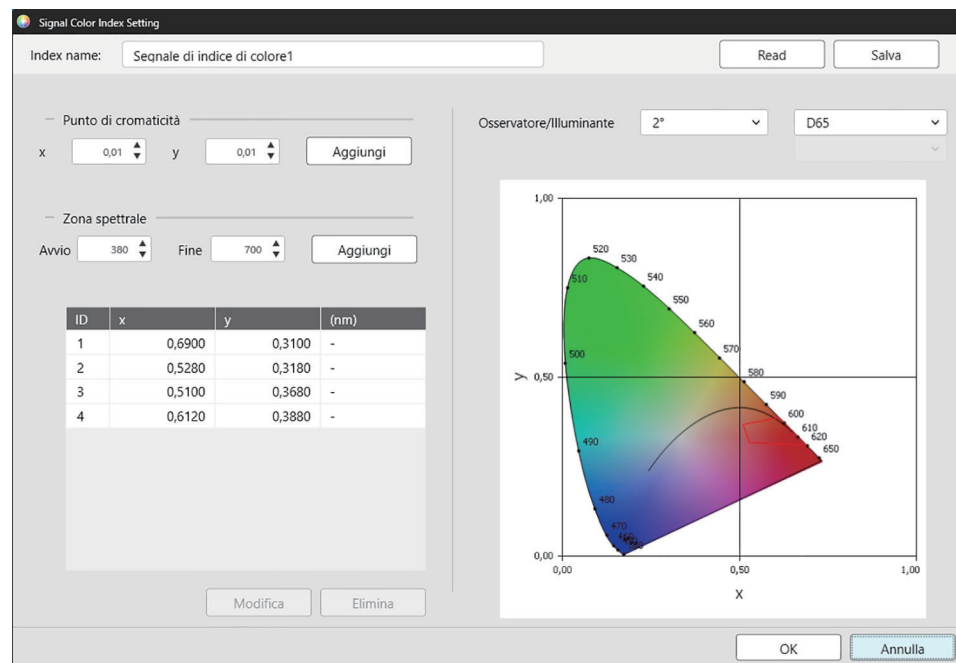 Signal Color Index Setting
Index name: Segnale di indice di colore1 Read Salva
Punto di cromaticità
x 0,01 y 0,01 Aggiungi
Zona spettrale
Avvio 380 Fine 700 Aggiungi
ID x y (nm)
1 0,6900 0,3100 -
2 0,5280 0,3180 -
3 0,5100 0,3680 -
4 0,6120 0,3880 -
Modifica Elimina
Osservatore/Illuminante 2° D65
1,00
520
530
510
540
550
560
500
570
y 0,50
580
590
600
610
620
490
650
480
470
0,00
0,00 0,50 1,00
x
OK Annulla